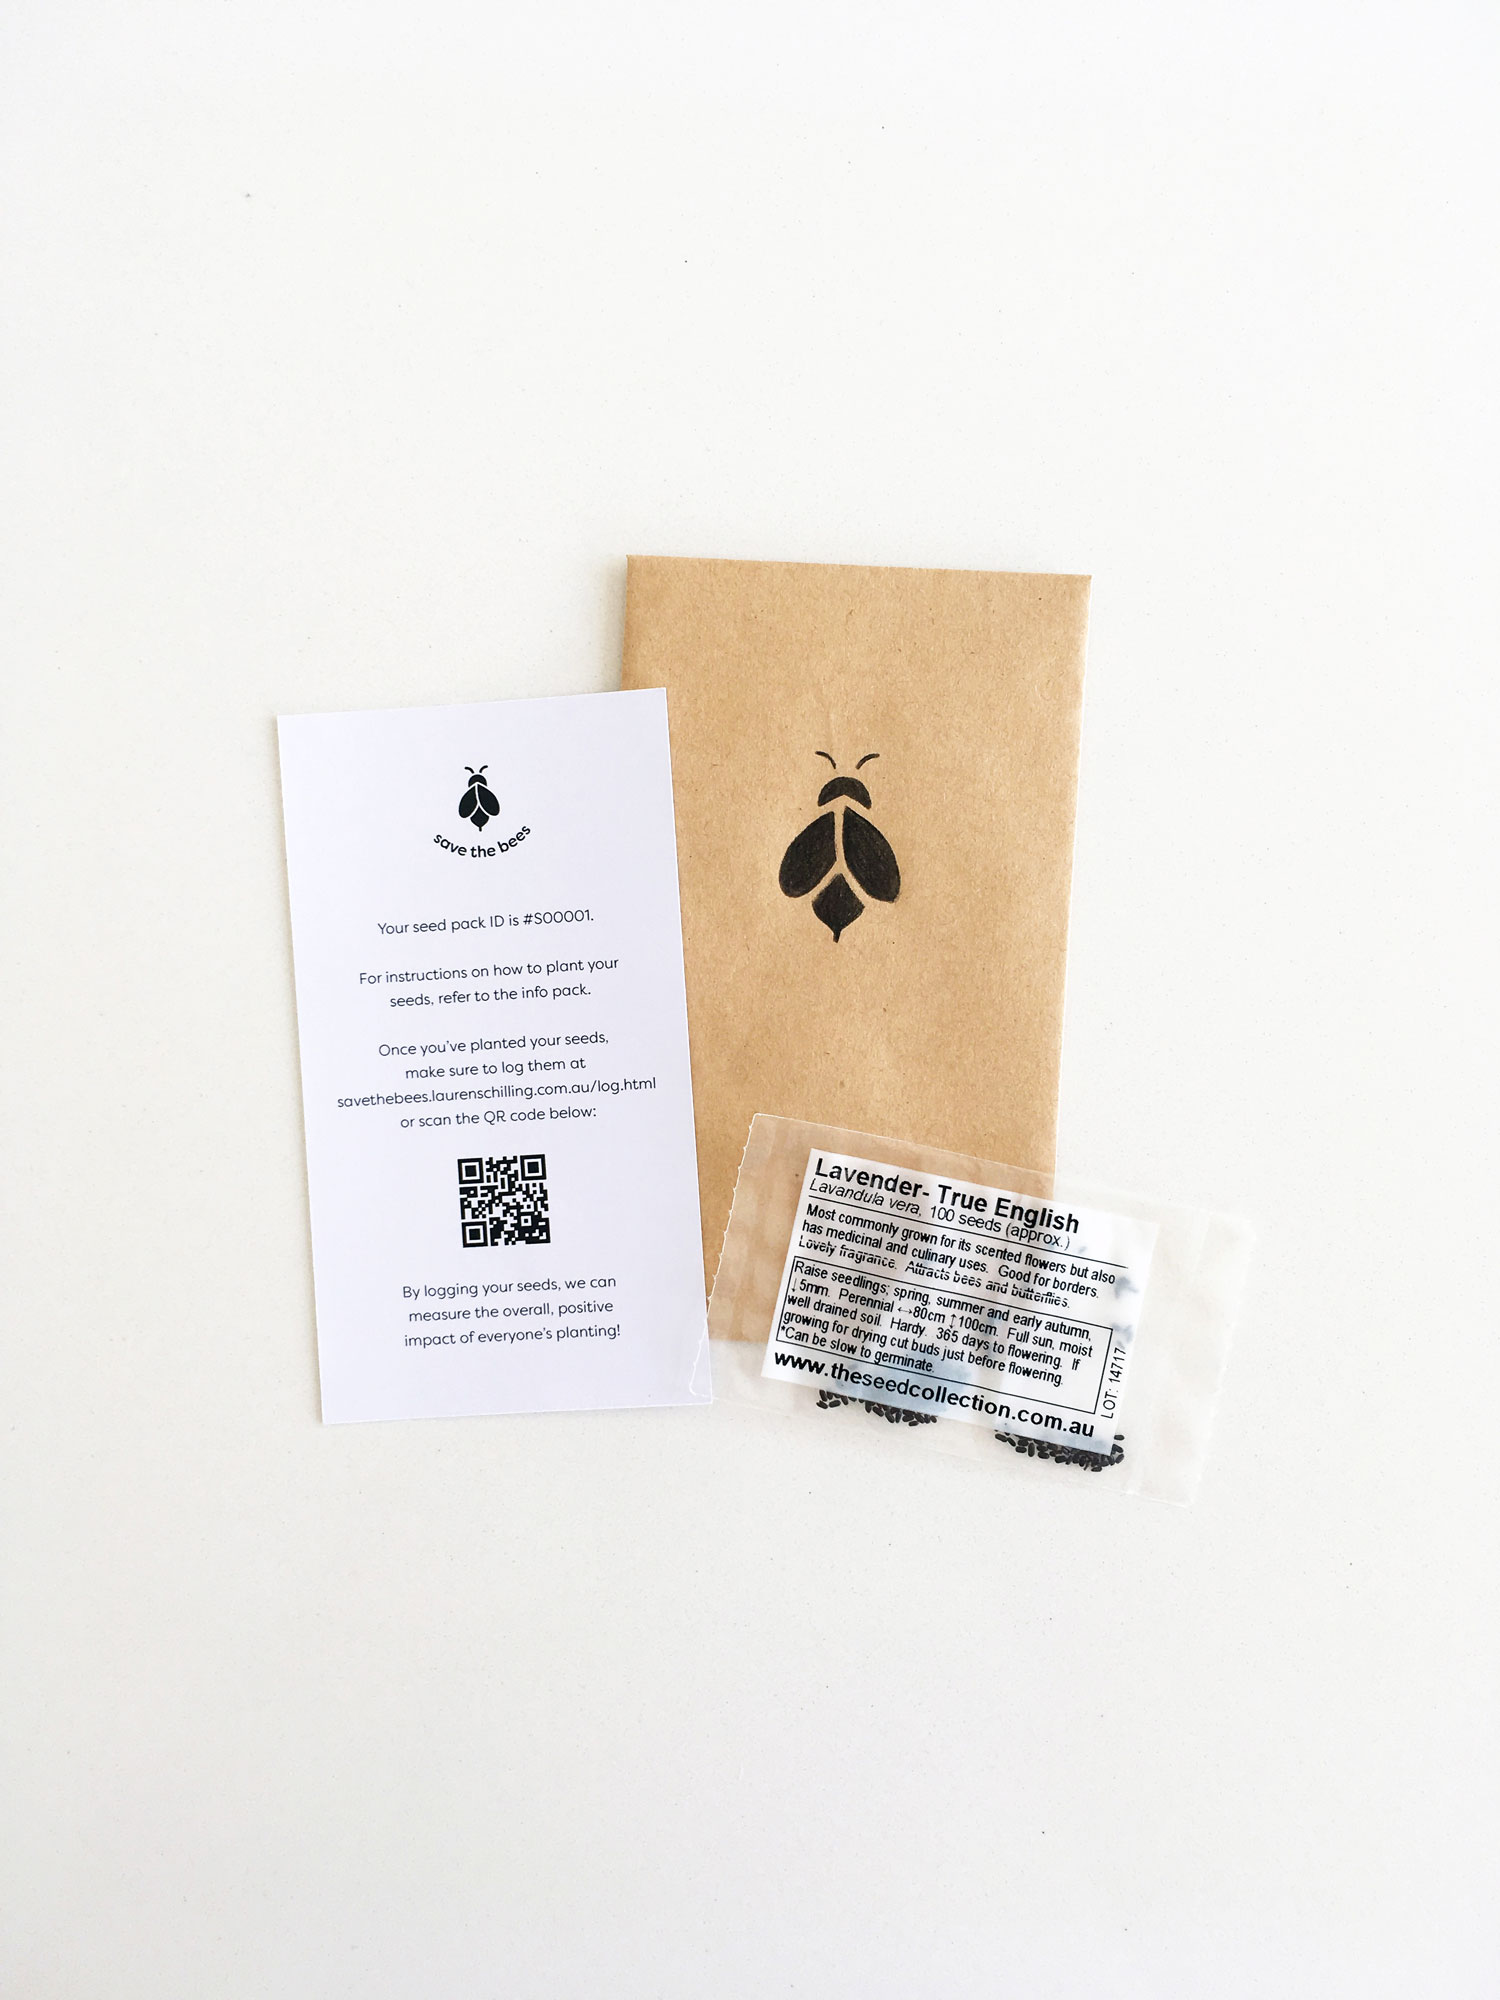 save the bees
Your seed pack ID is #S00001.
For instructions on how to plant your
seeds, refer to the info pack.
Once you've planted your seeds,
make sure to log them at
savethebees.laurenschilling.com.au/log.html
or scan the QR code below:
By logging your seeds, we can
measure the overall, positive
impact of everyone's planting!
Lavender- True English
Lavandula vera, 100 seeds (approx.)
Most commonly grown for its scented flowers but also
has medicinal and culinary uses. Good for borders.
Lovely fragrance. Attracts bees and butterflies.
Raise seedlings; spring, summer and early autumn,
↓5mm. Perennial ↔80cm ↕100cm. Full sun, moist
well drained soil. Hardy. 365 days to flowering. If
growing for drying cut buds just before flowering.
*Can be slow to germinate.
LOT: 14717
www.theseedcollection.com.au